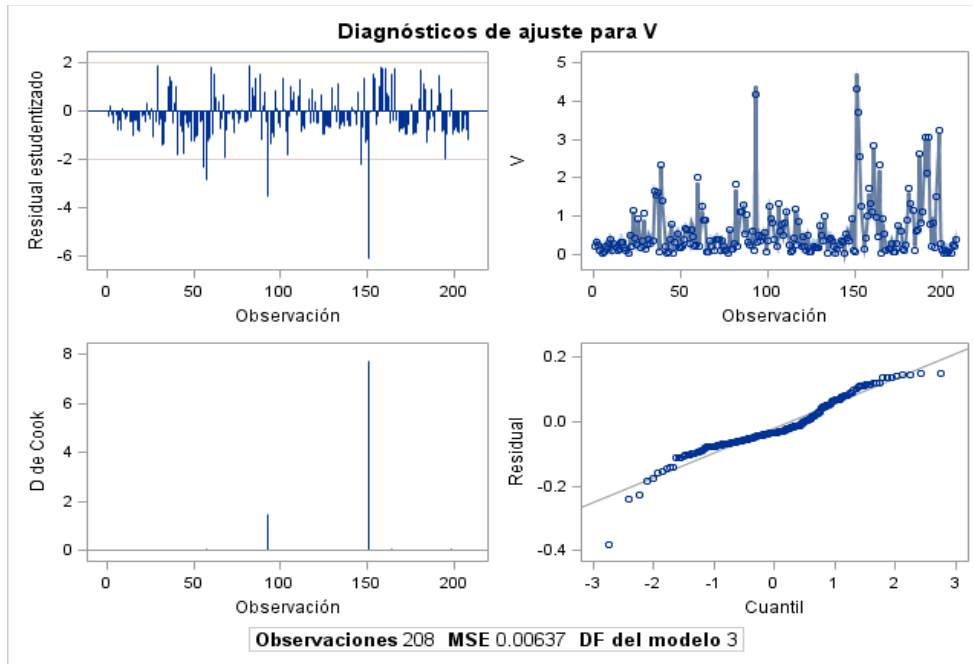 Diagnósticos de ajuste para V
Residual estudentizado
2
0
-2
-4
-6
0 50 100 150 200
Observación
V
5
4
3
2
1
0
0 50 100 150 200
Observación
D de Cook
8
6
4
2
0
0 50 100 150 200
Observación
Residual
0.2
0.0
-0.2
-0.4
-3 -2 -1 0 1 2 3
Cuantil
Observaciones 208 MSE 0.00637 DF del modelo 3